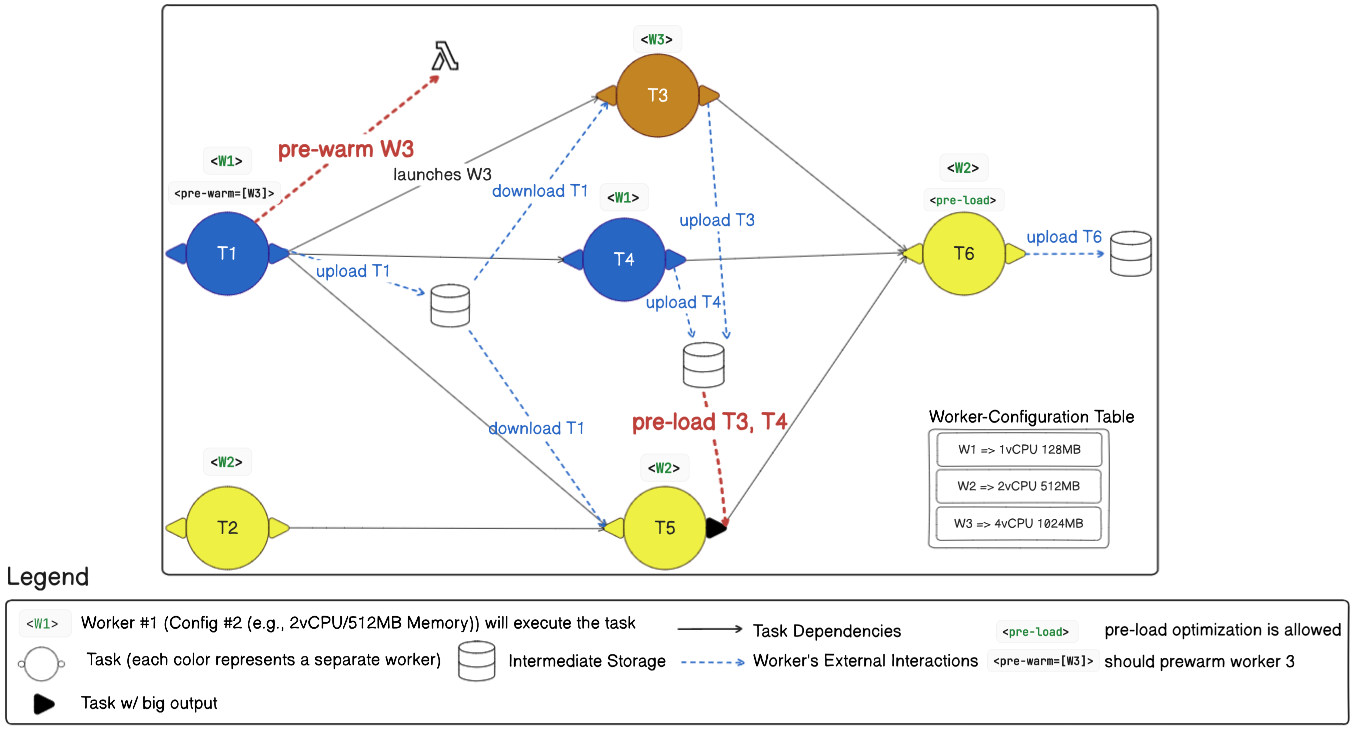 <W3>
λ
T3
pre-warm W3
<W1>
launches W3
<pre-warm=[W3]>
download T1
<W1>
upload T3
<W2>
<pre-load>
T1
T4
T6
upload T6
upload T1
upload T4
pre-load T3, T4
download T1
<W2>
<W2>
T2
T5
Worker-Configuration Table
W1 => 1vCPU 128MB
W2 => 2vCPU 512MB
W3 => 4vCPU 1024MB
Legend
<W1> Worker #1 (Config #2 (e.g., 2vCPU/512MB Memory)) will execute the task
Task Dependencies
<pre-load> pre-load optimization is allowed
Task (each color represents a separate worker)
Intermediate Storage
Worker's External Interactions
<pre-warm=[W3]> should prewarm worker 3
Task w/ big output